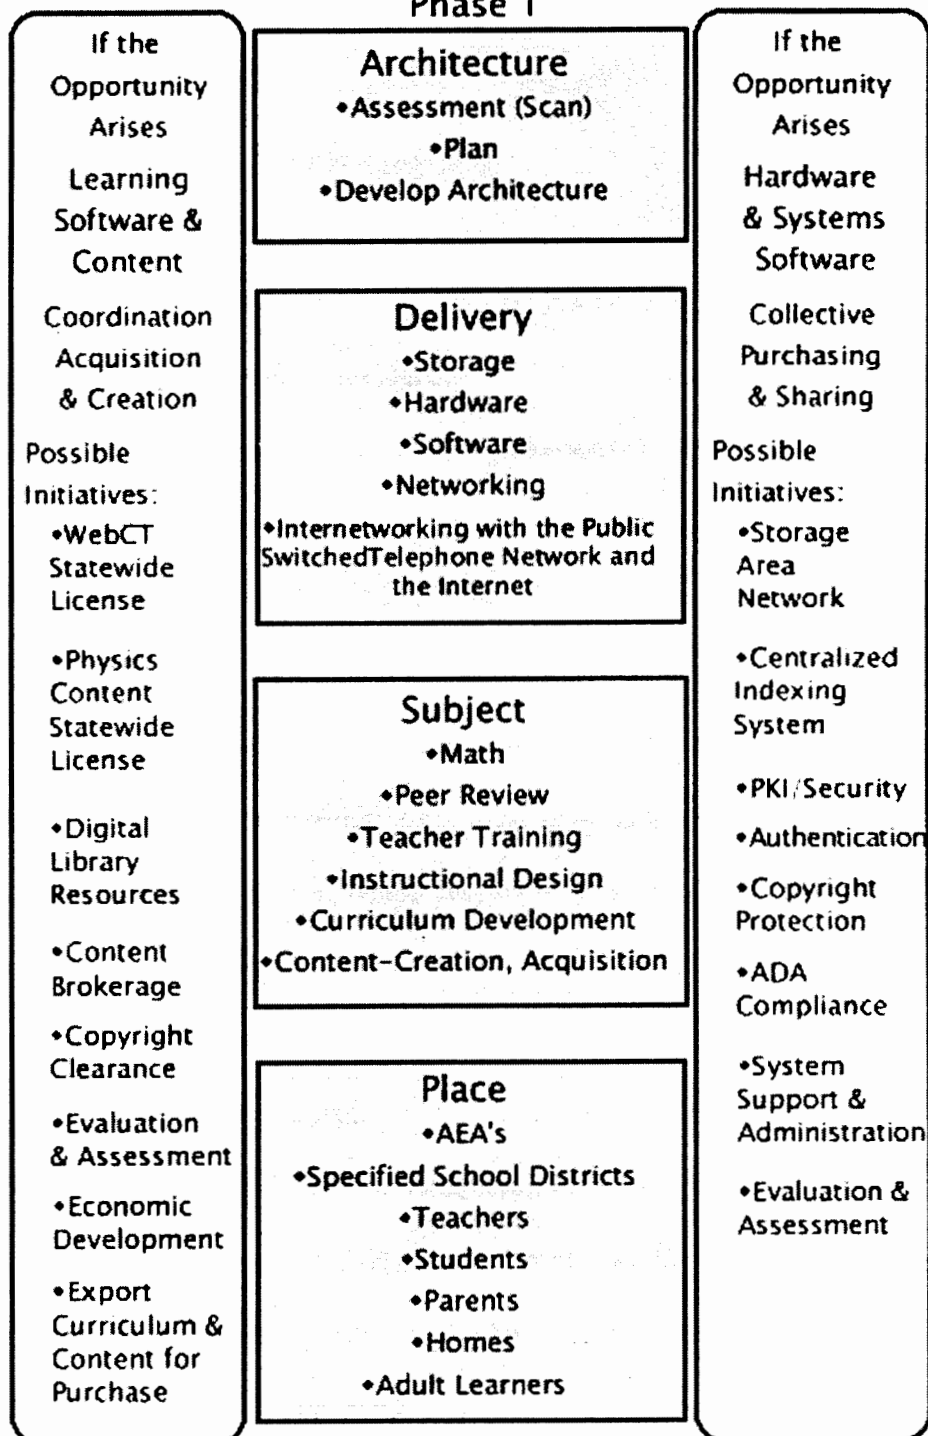 Phase 1
If the
Opportunity
Arises
Learning
Software &
Content
Coordination
Acquisition
& Creation
Possible
Initiatives:
•WebCT
Statewide
License
•Physics
Content
Statewide
License
•Digital
Library
Resources
•Content
Brokerage
•Copyright
Clearance
•Evaluation
& Assessment
•Economic
Development
•Export
Curriculum &
Content for
Purchase
Architecture
•Assessment (Scan)
•Plan
•Develop Architecture
Delivery
•Storage
•Hardware
•Software
•Networking
•Internetworking with the Public
SwitchedTelephone Network and
the Internet
Subject
•Math
•Peer Review
•Teacher Training
•Instructional Design
•Curriculum Development
•Content-Creation, Acquisition
Place
•AEA's
•Specified School Districts
•Teachers
•Students
•Parents
•Homes
•Adult Learners
If the
Opportunity
Arises
Hardware
& Systems
Software
Collective
Purchasing
& Sharing
Possible
Initiatives:
•Storage
Area
Network
•Centralized
Indexing
System
•PKI/Security
•Authentication
•Copyright
Protection
•ADA
Compliance
•System
Support &
Administration
•Evaluation &
Assessment